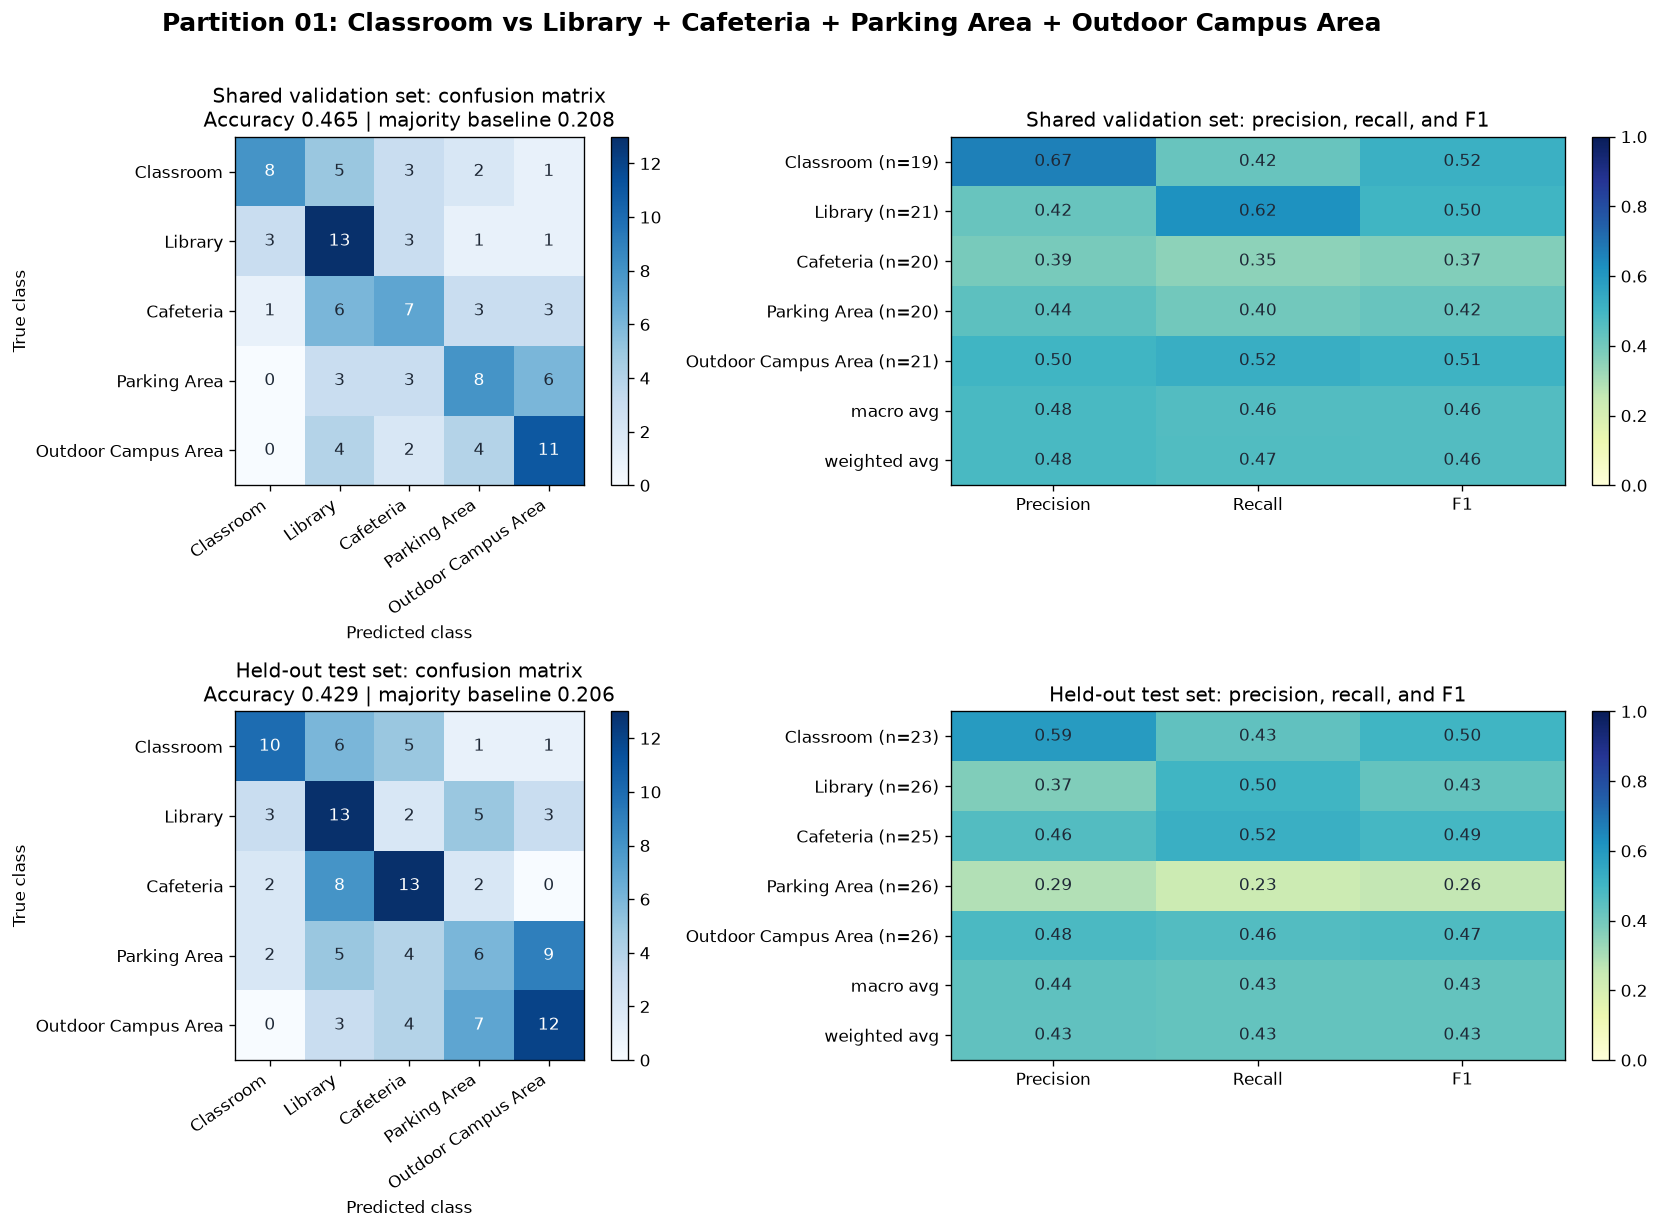 Partition 01: Classroom vs Library + Cafeteria + Parking Area + Outdoor Campus Area
Shared validation set: confusion matrix
Accuracy 0.465 | majority baseline 0.208
True class
Classroom 8 5 3 2 1
Library 3 13 3 1 1
Cafeteria 1 6 7 3 3
Parking Area 0 3 3 8 6
Outdoor Campus Area 0 4 2 4 11
Classroom Library Cafeteria Parking Area Outdoor Campus Area
Predicted class
12
10
8
6
4
2
0
Shared validation set: precision, recall, and F1
Classroom (n=19) 0.67 0.42 0.52
Library (n=21) 0.42 0.62 0.50
Cafeteria (n=20) 0.39 0.35 0.37
Parking Area (n=20) 0.44 0.40 0.42
Outdoor Campus Area (n=21) 0.50 0.52 0.51
macro avg 0.48 0.46 0.46
weighted avg 0.48 0.47 0.46
Precision Recall F1
1.0
0.8
0.6
0.4
0.2
0.0
Held-out test set: confusion matrix
Accuracy 0.429 | majority baseline 0.206
True class
Classroom 10 6 5 1 1
Library 3 13 2 5 3
Cafeteria 2 8 13 2 0
Parking Area 2 5 4 6 9
Outdoor Campus Area 0 3 4 7 12
Classroom Library Cafeteria Parking Area Outdoor Campus Area
Predicted class
12
10
8
6
4
2
0
Held-out test set: precision, recall, and F1
Classroom (n=23) 0.59 0.43 0.50
Library (n=26) 0.37 0.50 0.43
Cafeteria (n=25) 0.46 0.52 0.49
Parking Area (n=26) 0.29 0.23 0.26
Outdoor Campus Area (n=26) 0.48 0.46 0.47
macro avg 0.44 0.43 0.43
weighted avg 0.43 0.43 0.43
Precision Recall F1
1.0
0.8
0.6
0.4
0.2
0.0